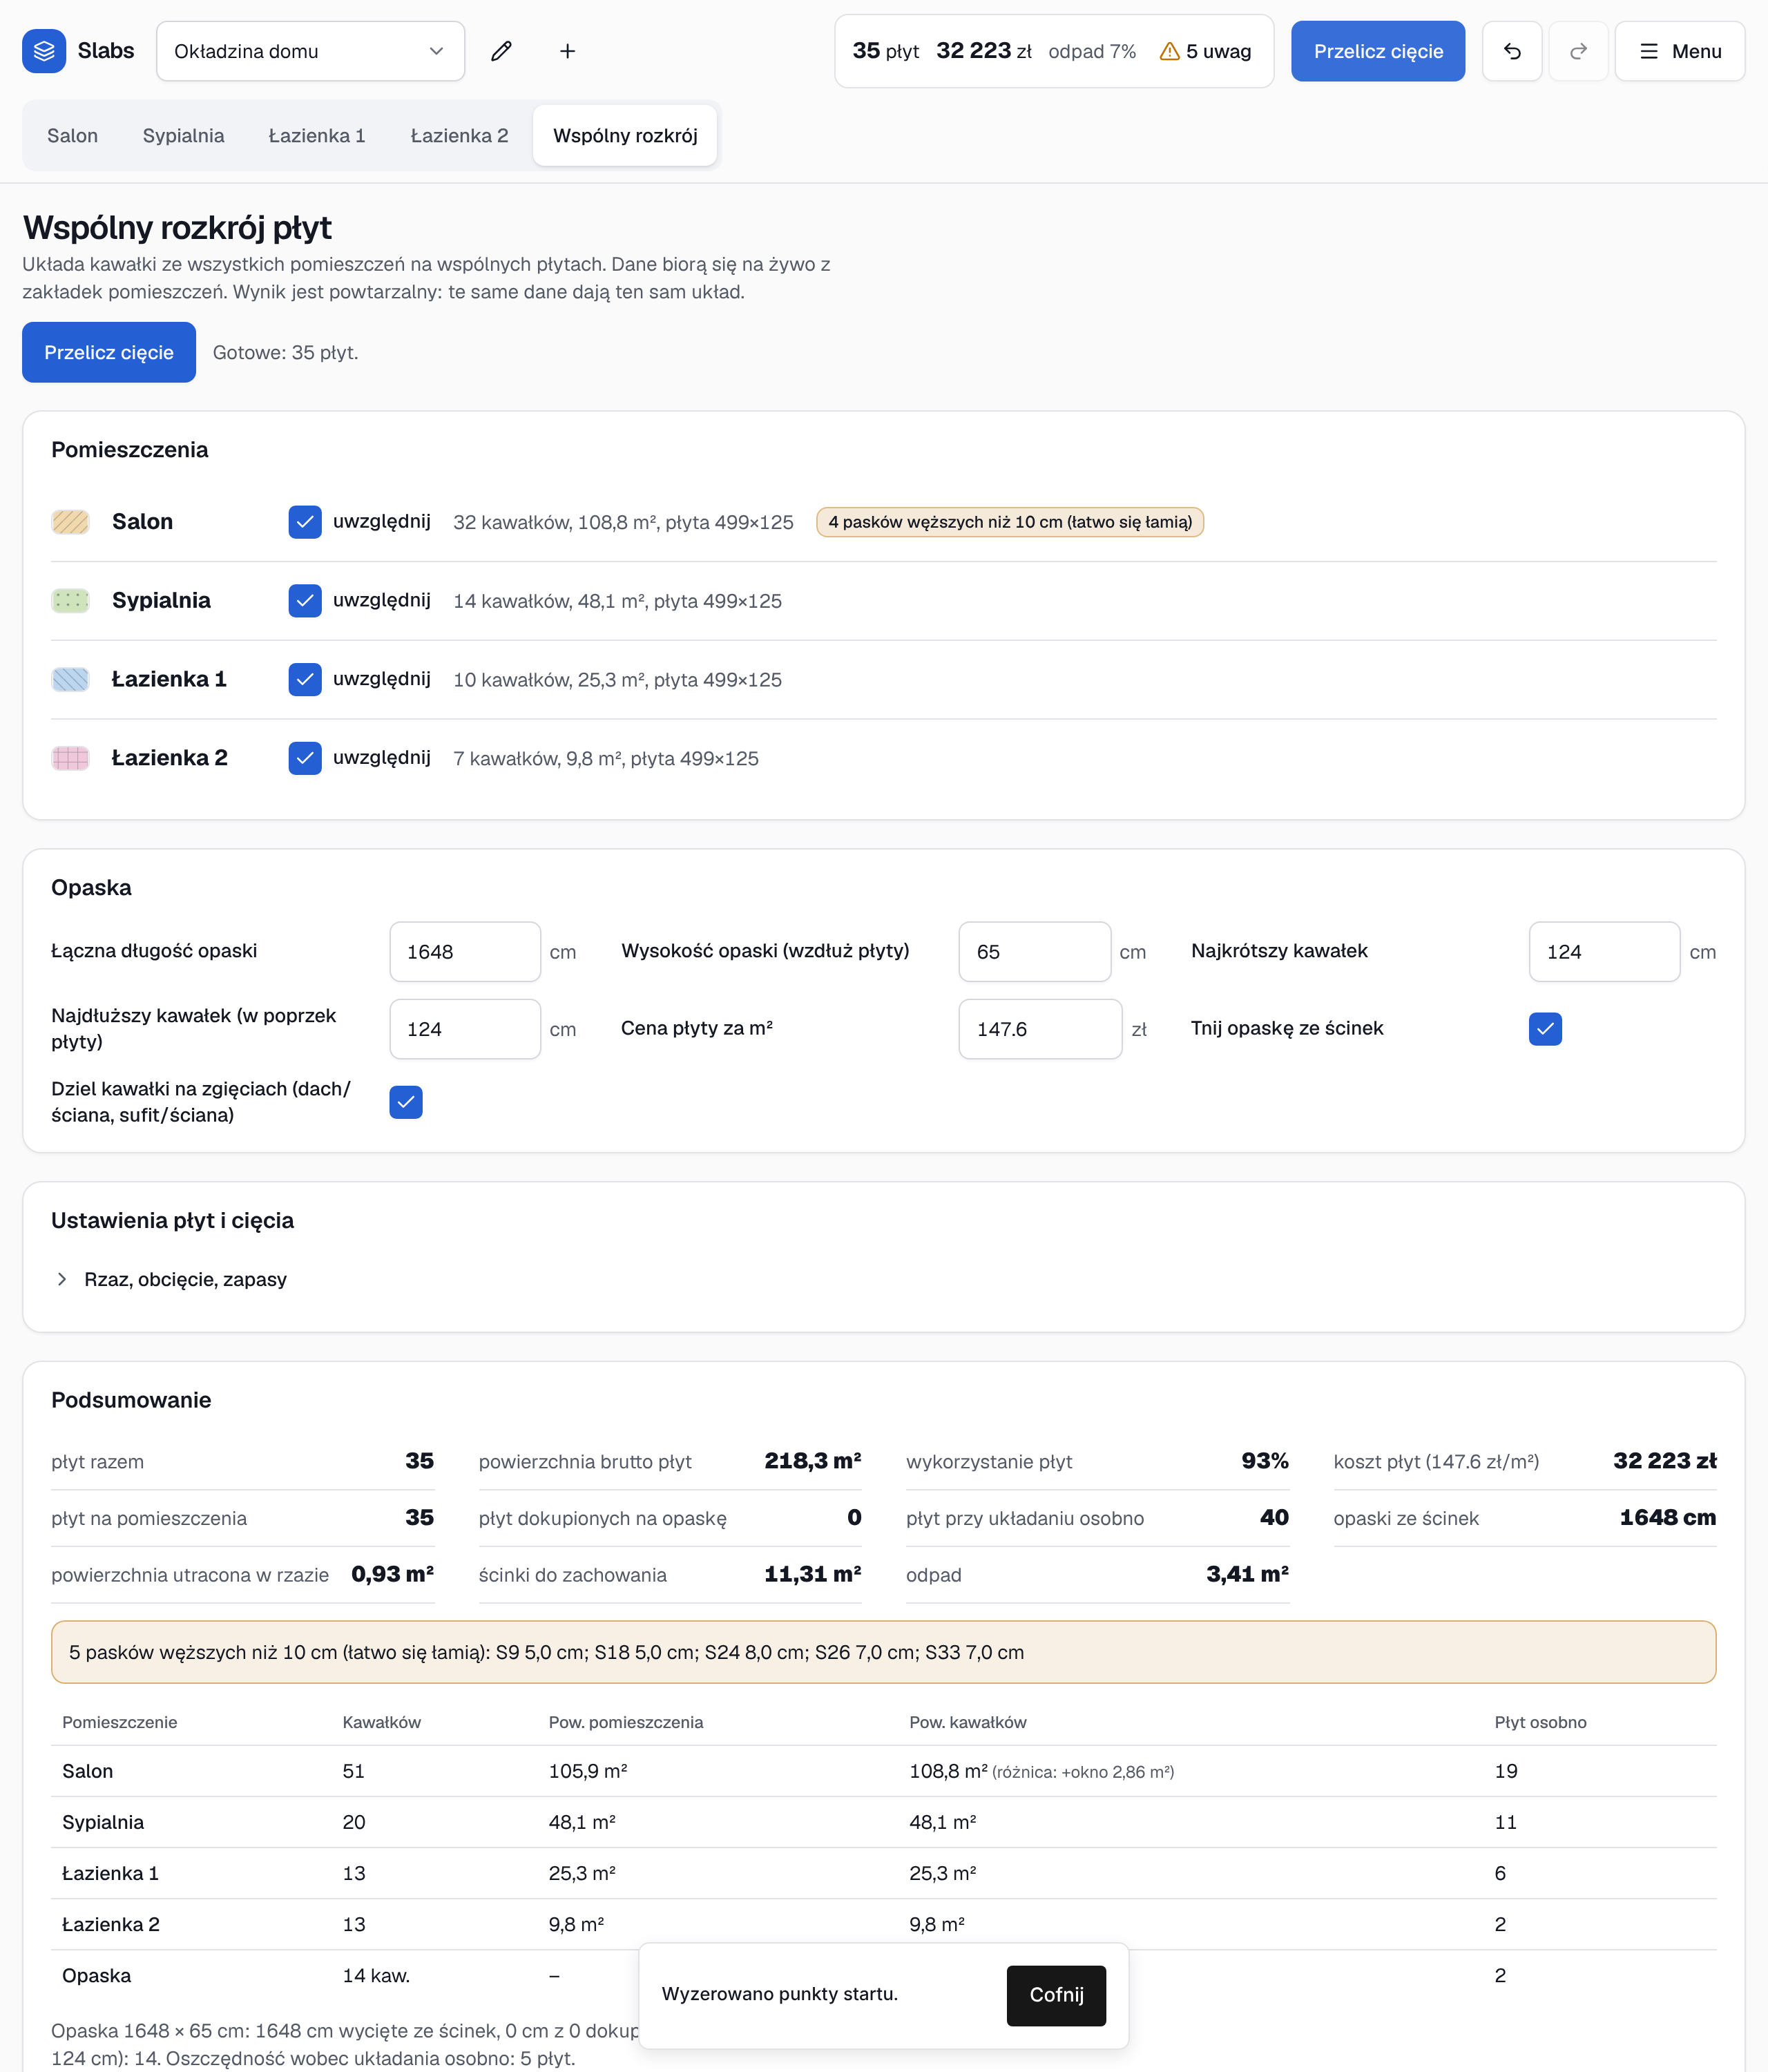 Slabs
Okładzina domu
35 płyt 32 223 zł odpad 7% 5 uwag
Przelicz cięcie
Menu
Salon
Sypialnia
Łazienka 1
Łazienka 2
Wspólny rozkrój
Wspólny rozkrój płyt
Układa kawałki ze wszystkich pomieszczeń na wspólnych płytach. Dane biorą się na żywo z
zakładek pomieszczeń. Wynik jest powtarzalny: te same dane dają ten sam układ.
Przelicz cięcie
Gotowe: 35 płyt.
Pomieszczenia
Salon uwzględnij 32 kawałków, 108,8 m², płyta 499×125 4 pasków węższych niż 10 cm (łatwo się łamią)
Sypialnia uwzględnij 14 kawałków, 48,1 m², płyta 499×125
Łazienka 1 uwzględnij 10 kawałków, 25,3 m², płyta 499×125
Łazienka 2 uwzględnij 7 kawałków, 9,8 m², płyta 499×125
Opaska
Łączna długość opaski 1648 cm
Wysokość opaski (wzdłuż płyty) 65 cm
Najkrótszy kawałek 124 cm
Najdłuższy kawałek (w poprzek
płyty) 124 cm
Cena płyty za m² 147.6 zł
Tnij opaskę ze ścinek
Dziel kawałki na zgięciach (dach/
ściana, sufit/ściana)
Ustawienia płyt i cięcia
Rzaz, obcięcie, zapasy
Podsumowanie
płyt razem 35
powierzchnia brutto płyt 218,3 m²
wykorzystanie płyt 93%
koszt płyt (147.6 zł/m²) 32 223 zł
płyt na pomieszczenia 35
płyt dokupionych na opaskę 0
płyt przy układaniu osobno 40
opaski ze ścinek 1648 cm
powierzchnia utracona w rzazie 0,93 m²
ścinki do zachowania 11,31 m²
odpad 3,41 m²
5 pasków węższych niż 10 cm (łatwo się łamią): S9 5,0 cm; S18 5,0 cm; S24 8,0 cm; S26 7,0 cm; S33 7,0 cm
Pomieszczenie Kawałków Pow. pomieszczenia Pow. kawałków Płyt osobno
Salon 51 105,9 m² 108,8 m² (różnica: +okno 2,86 m²) 19
Sypialnia 20 48,1 m² 48,1 m² 11
Łazienka 1 13 25,3 m² 25,3 m² 6
Łazienka 2 13 9,8 m² 9,8 m² 2
Opaska 14 kaw. – 2
Wyzerowano punkty startu.
Cofnij
Opaska 1648 × 65 cm: 1648 cm wycięte ze ścinek, 0 cm z 0
124 cm): 14. Oszczędność wobec układania osobno: 5 płyt.